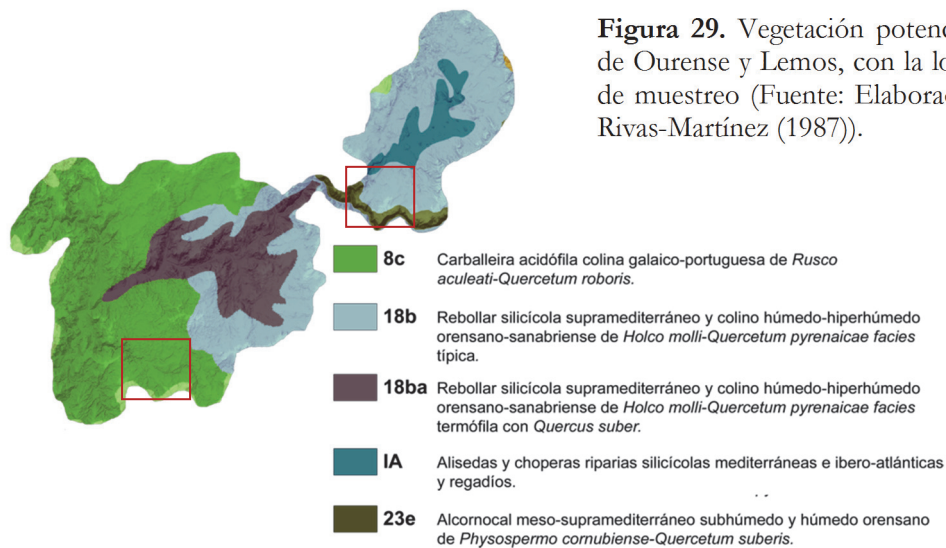 Figura 29. Vegetación potenc
de Ourense y Lemos, con la lo
de muestreo (Fuente: Elaborac
Rivas-Martínez (1987)).
8c Carballeira acidófila colina galaico-portuguesa de Rusco
aculeati-Quercetum roboris.
18b Rebollar silicícola supramediterráneo y colino húmedo-hiperhúmedo
orensano-sanabriense de Holco molli-Quercetum pyrenaicae facies
típica.
18ba Rebollar silicícola supramediterráneo y colino húmedo-hiperhúmedo
orensano-sanabriense de Holco molli-Quercetum pyrenaicae facies
termófila con Quercus suber.
IA Alisedas y choperas riparias silicícolas mediterráneas e ibero-atlánticas
y regadíos.
23e Alcornocal meso-supramediterráneo subhúmedo y húmedo orensano
de Physospermo cornubiense-Quercetum suberis.